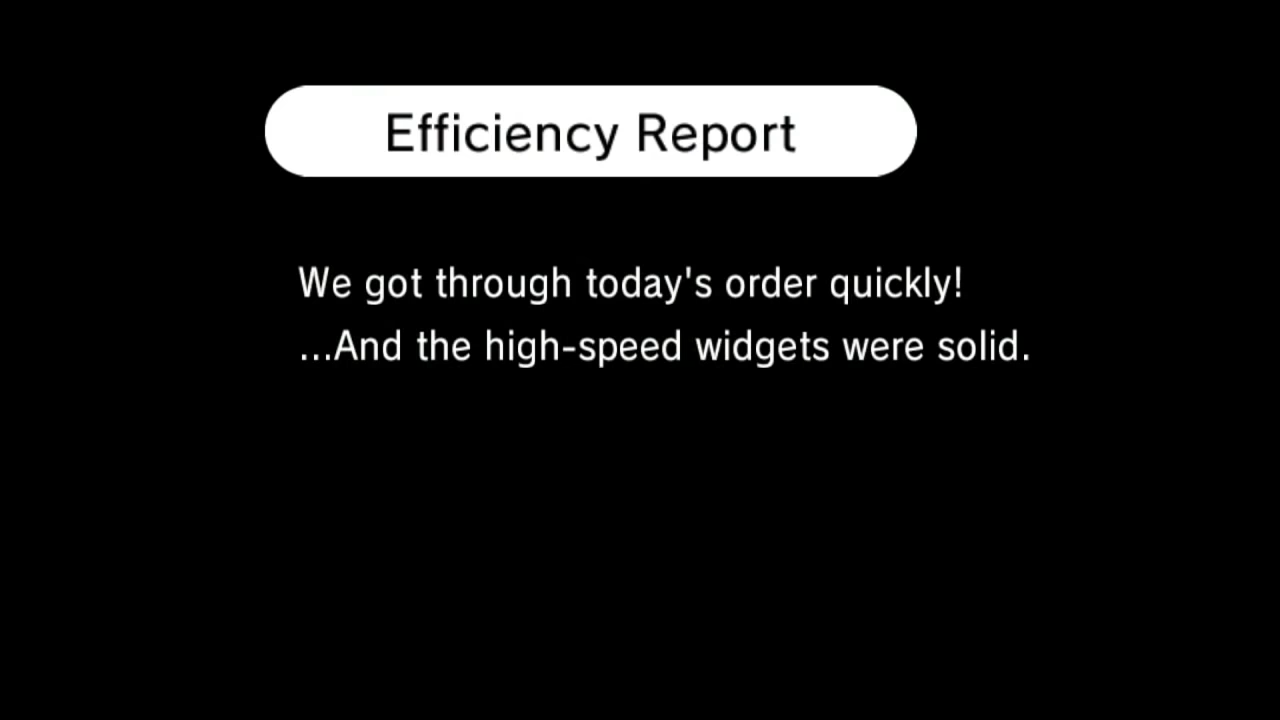 Efficiency Report
We got through today's order quickly!
...And the high-speed widgets were solid.